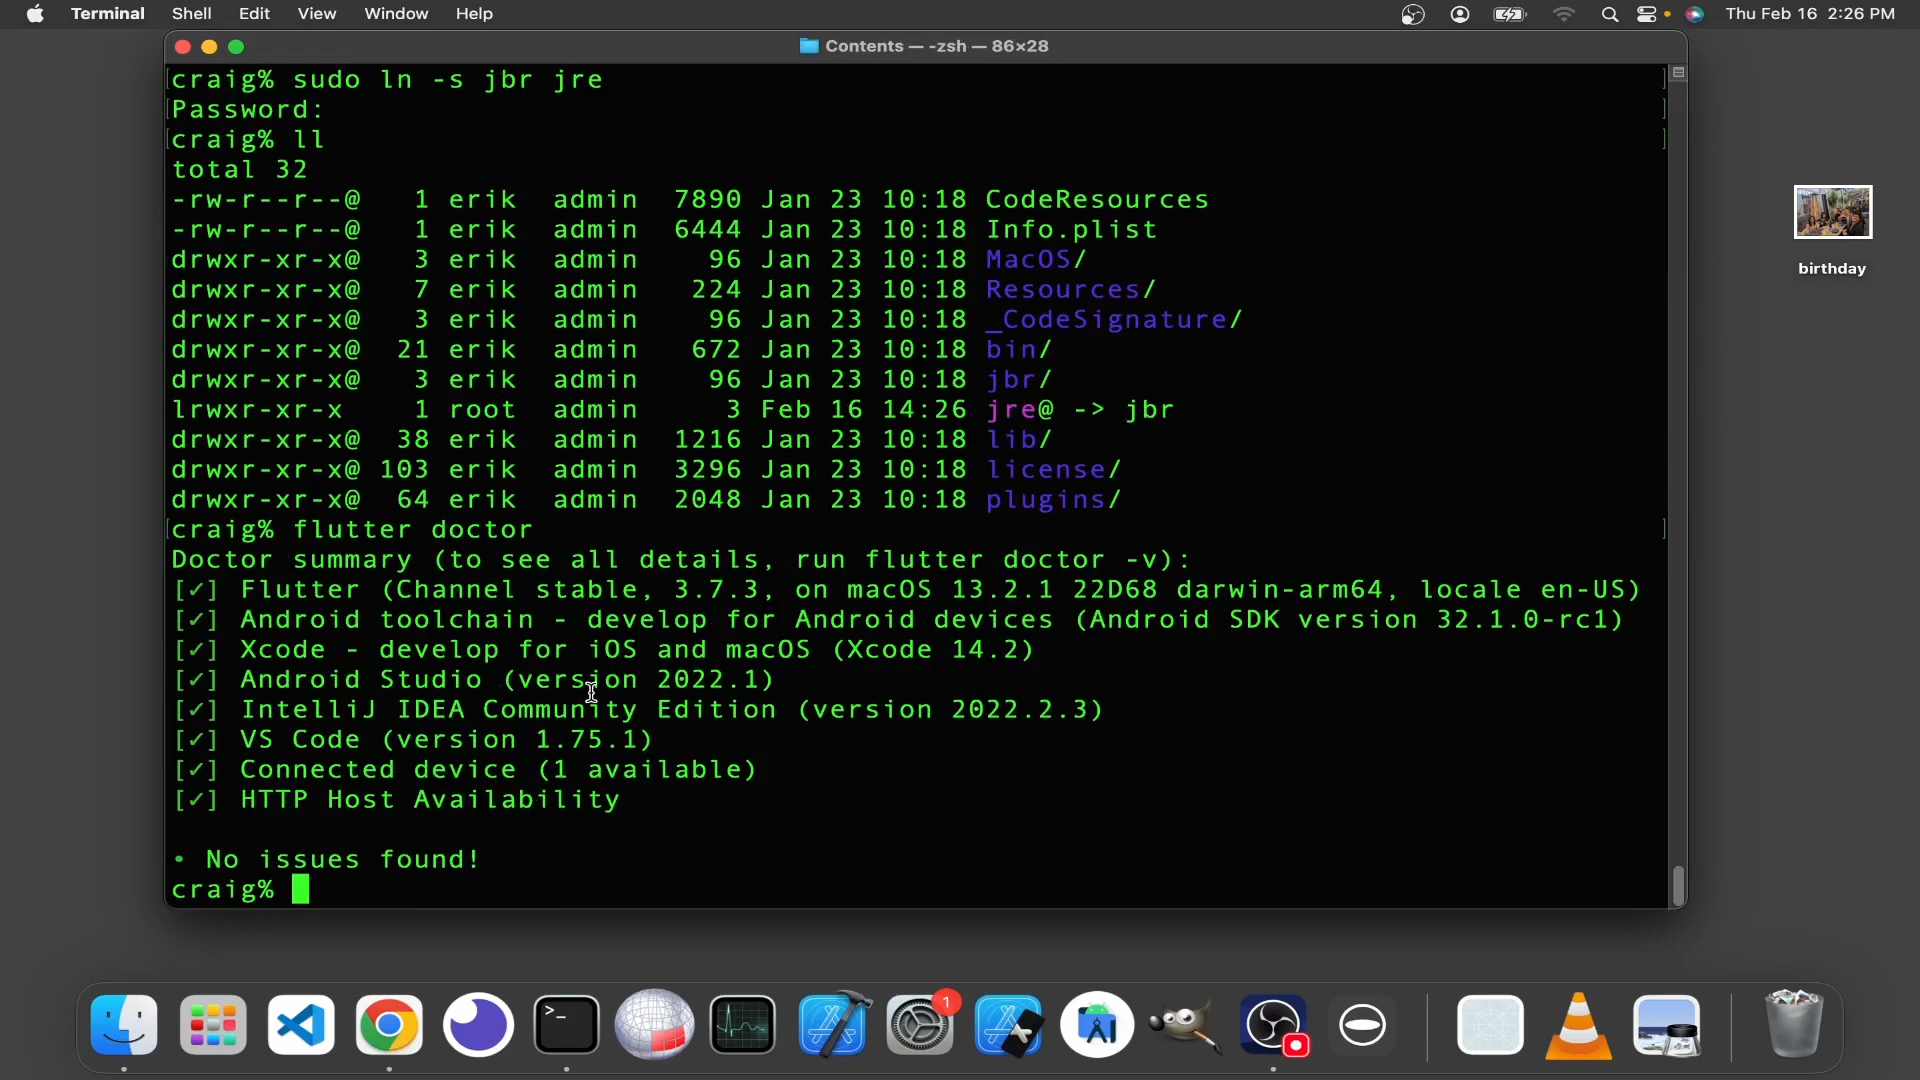 Terminal Shell Edit View Window Help Thu Feb 16 2:26 PM
Contents — -zsh — 86×28
craig% sudo ln -s jbr jre
Password:
craig% ll
total 32
-rw-r--r--@ 1 erik admin 7890 Jan 23 10:18 CodeResources
-rw-r--r--@ 1 erik admin 6444 Jan 23 10:18 Info.plist
drwxr-xr-x@ 3 erik admin 96 Jan 23 10:18 MacOS/
drwxr-xr-x@ 7 erik admin 224 Jan 23 10:18 Resources/
drwxr-xr-x@ 3 erik admin 96 Jan 23 10:18 _CodeSignature/
drwxr-xr-x@ 21 erik admin 672 Jan 23 10:18 bin/
drwxr-xr-x@ 3 erik admin 96 Jan 23 10:18 jbr/
lrwxr-xr-x 1 root admin 3 Feb 16 14:26 jre@ -> jbr
drwxr-xr-x@ 38 erik admin 1216 Jan 23 10:18 lib/
drwxr-xr-x@ 103 erik admin 3296 Jan 23 10:18 license/
drwxr-xr-x@ 64 erik admin 2048 Jan 23 10:18 plugins/
craig% flutter doctor
Doctor summary (to see all details, run flutter doctor -v):
[✓] Flutter (Channel stable, 3.7.3, on macOS 13.2.1 22D68 darwin-arm64, locale en-US)
[✓] Android toolchain - develop for Android devices (Android SDK version 32.1.0-rc1)
[✓] Xcode - develop for iOS and macOS (Xcode 14.2)
[✓] Android Studio (version 2022.1)
[✓] IntelliJ IDEA Community Edition (version 2022.2.3)
[✓] VS Code (version 1.75.1)
[✓] Connected device (1 available)
[✓] HTTP Host Availability
• No issues found!
craig%
birthday
1
>_